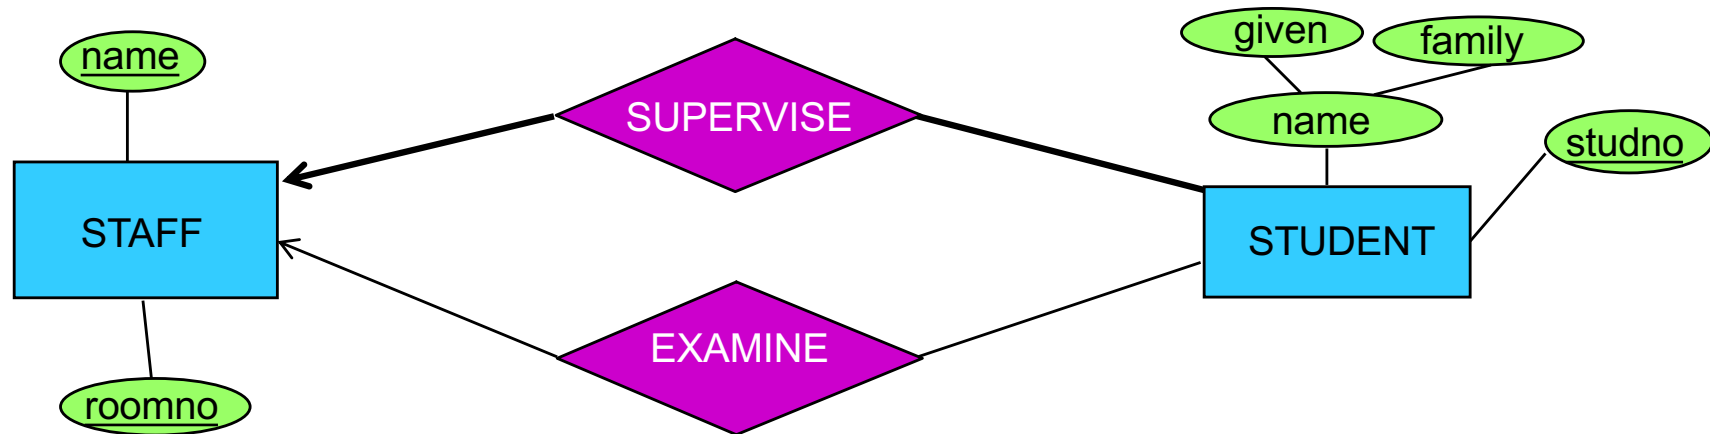 name
given
family
SUPERVISE
name
studno
STAFF
STUDENT
EXAMINE
roomno